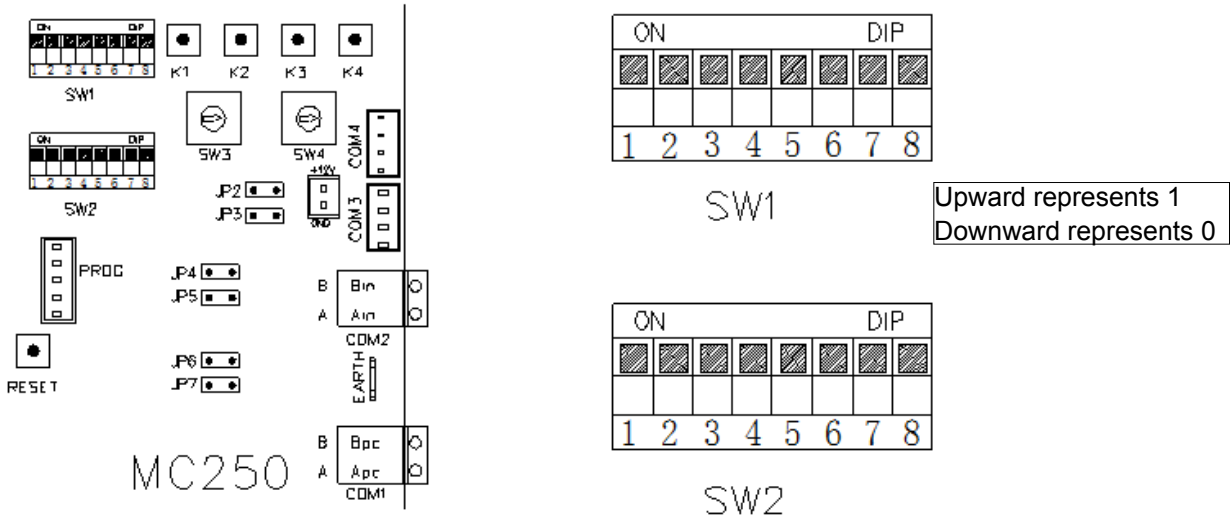 ON DIP
1 2 3 4 5 6 7 8
SW1
K1 K2 K3 K4
SW3 SW4
ON DIP
1 2 3 4 5 6 7 8
SW2
+12V
GND
JP2
JP3
COM4
COM3
PROG
JP4
JP5
B Bin
A Ain
COM2
RESET
JP6
JP7
EARTH
B Bpc
A Apc
COM1
MC250
ON DIP
1 2 3 4 5 6 7 8
SW1
Upward represents 1
Downward represents 0
ON DIP
1 2 3 4 5 6 7 8
SW2